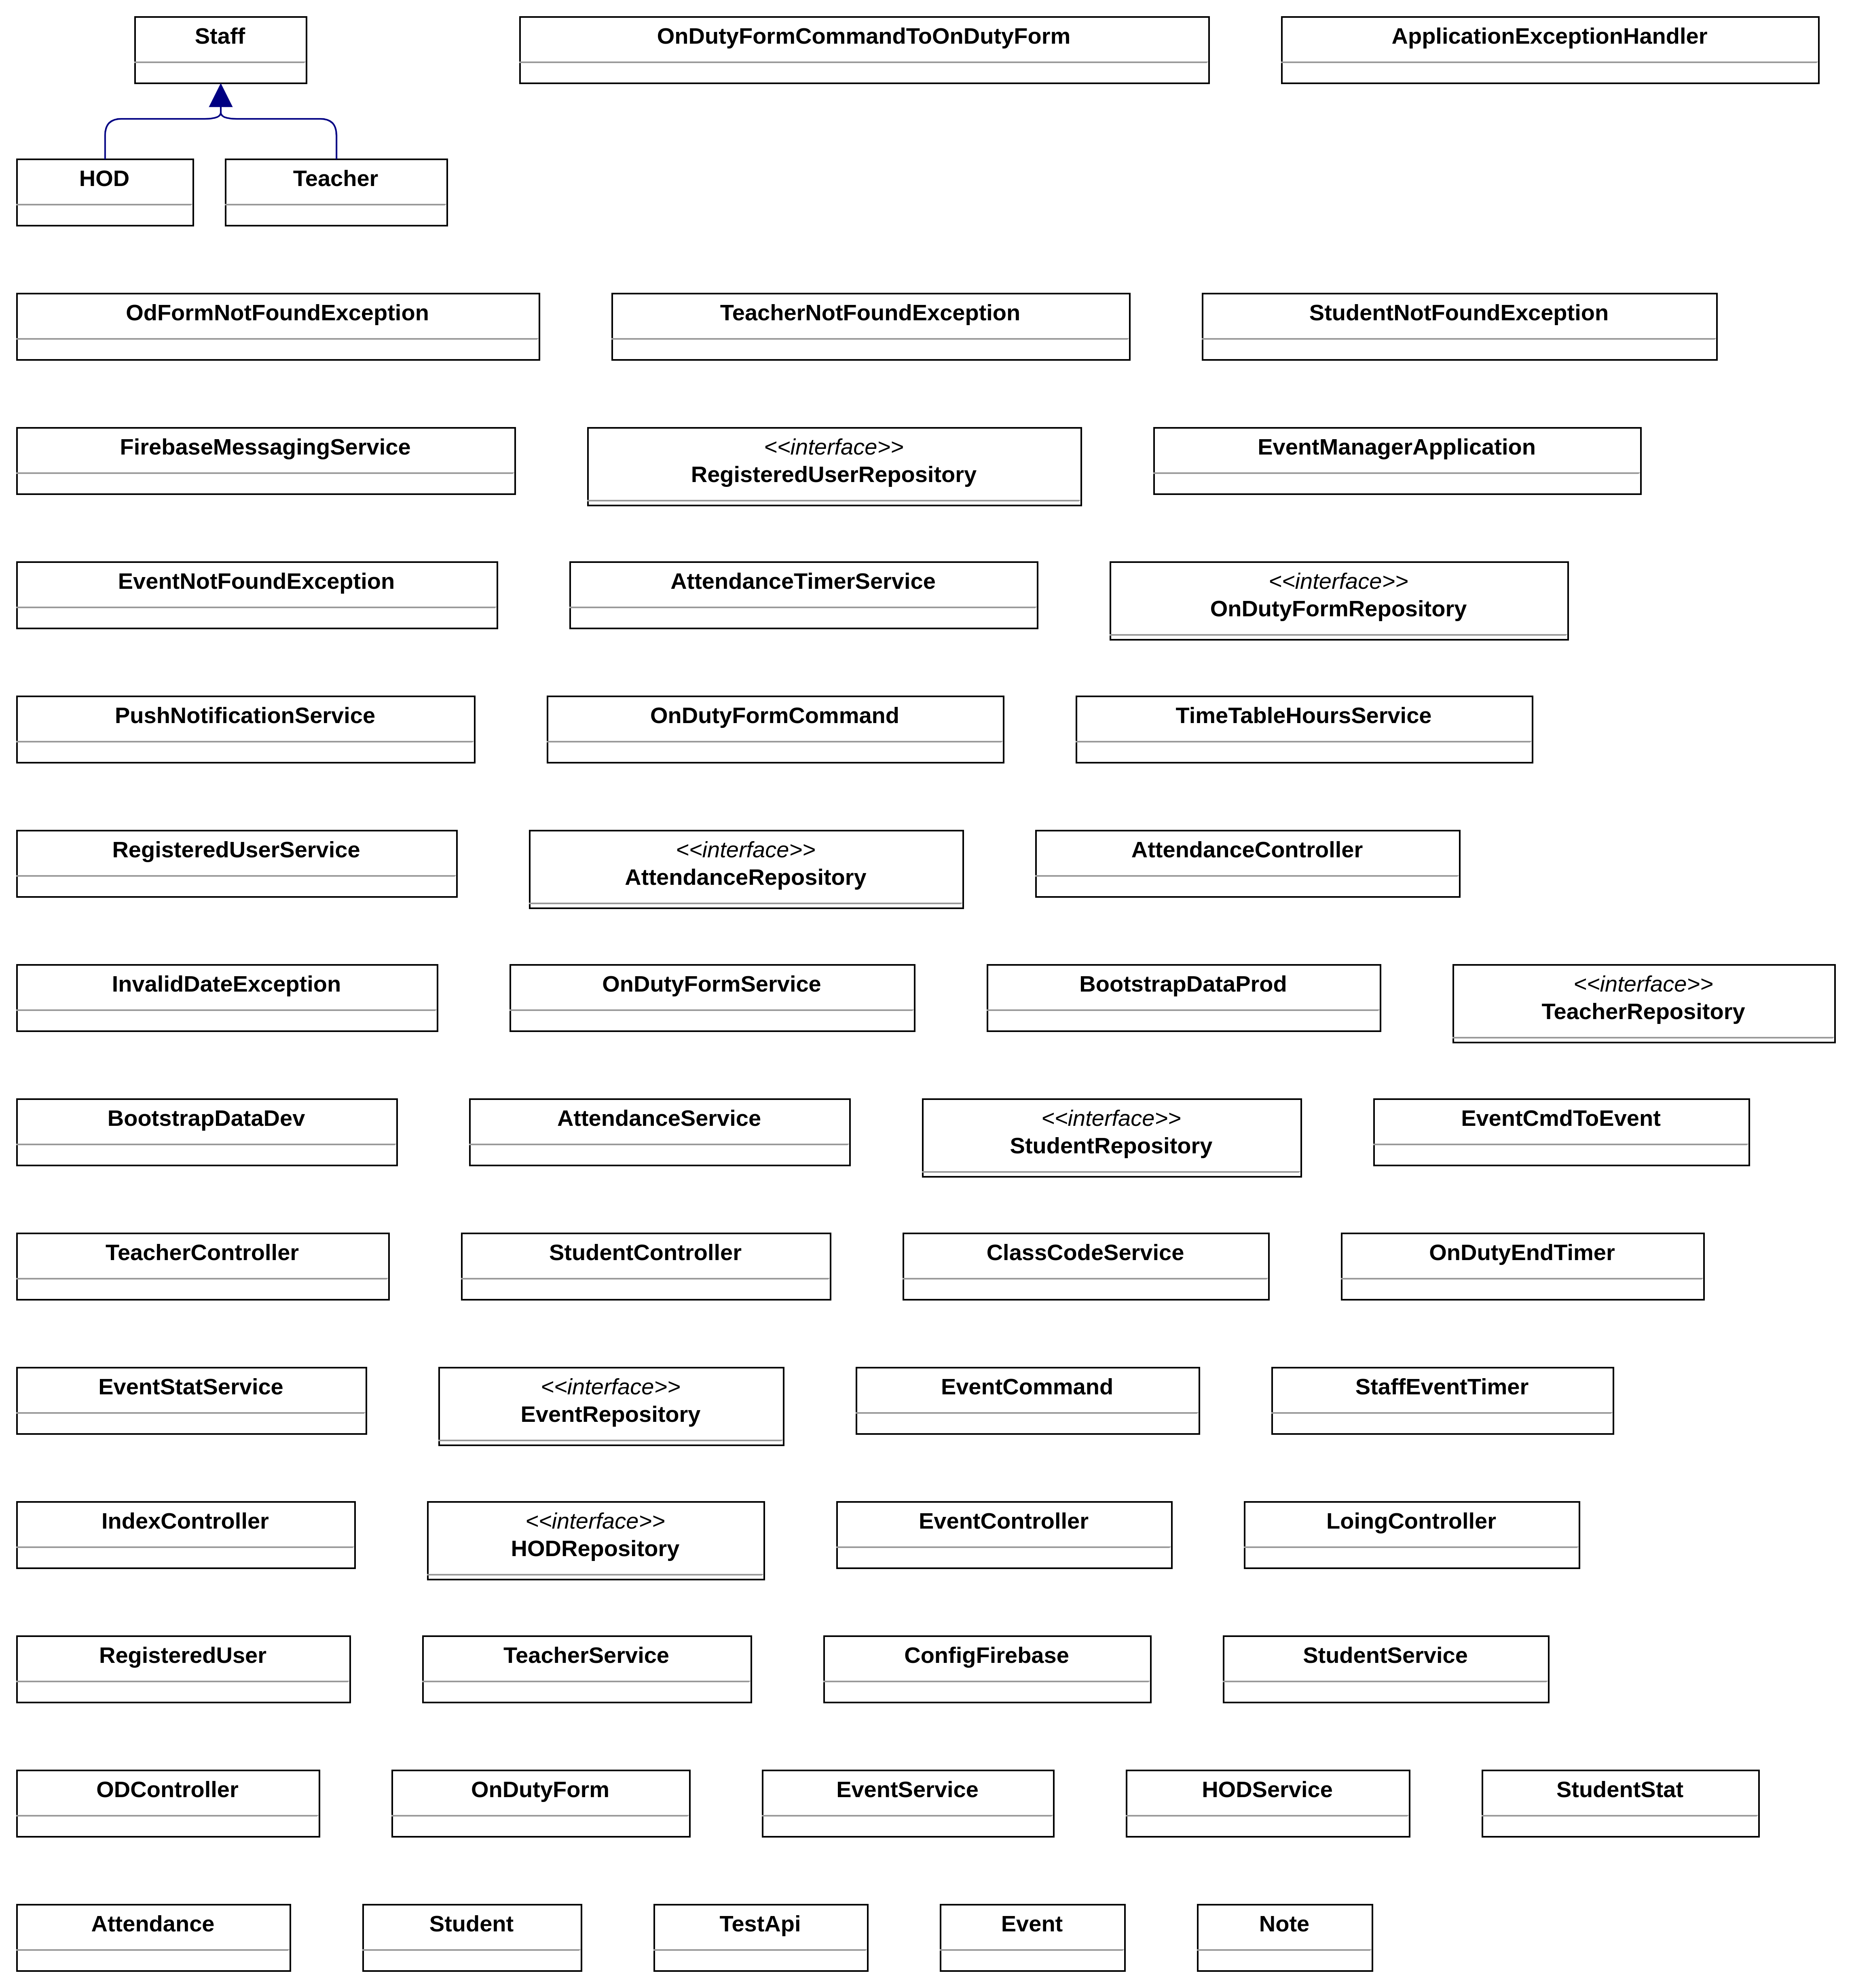 Staff
OnDutyFormCommandToOnDutyForm
ApplicationExceptionHandler
HOD
Teacher
OdFormNotFoundException
TeacherNotFoundException
StudentNotFoundException
FirebaseMessagingService
<<interface>>
RegisteredUserRepository
EventManagerApplication
EventNotFoundException
AttendanceTimerService
<<interface>>
OnDutyFormRepository
PushNotificationService
OnDutyFormCommand
TimeTableHoursService
RegisteredUserService
<<interface>>
AttendanceRepository
AttendanceController
InvalidDateException
OnDutyFormService
BootstrapDataProd
<<interface>>
TeacherRepository
BootstrapDataDev
AttendanceService
<<interface>>
StudentRepository
EventCmdToEvent
TeacherController
StudentController
ClassCodeService
OnDutyEndTimer
EventStatService
<<interface>>
EventRepository
EventCommand
StaffEventTimer
IndexController
<<interface>>
HODRepository
EventController
LoingController
RegisteredUser
TeacherService
ConfigFirebase
StudentService
ODController
OnDutyForm
EventService
HODService
StudentStat
Attendance
Student
TestApi
Event
Note